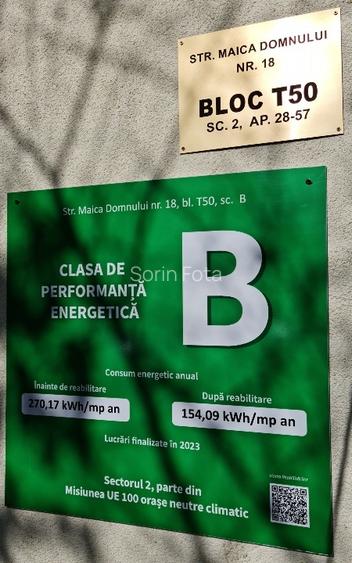 STR. MAICA DOMNULUI
NR. 18
BLOC T50
SC. 2, AP. 28-57
Str. Maica Domnului nr. 18, bl. T50, sc. B
CLASA DE
PERFORMANȚĂ
ENERGETICĂ
B
Sorin Fota
Consum energetic anual
Înainte de reabilitare
270,17 kWh/mp an
După reabilitare
154,09 kWh/mp an
Lucrări finalizate în 2023
Sectorul 2, parte din
Misiunea UE 100 orașe neutre climatic